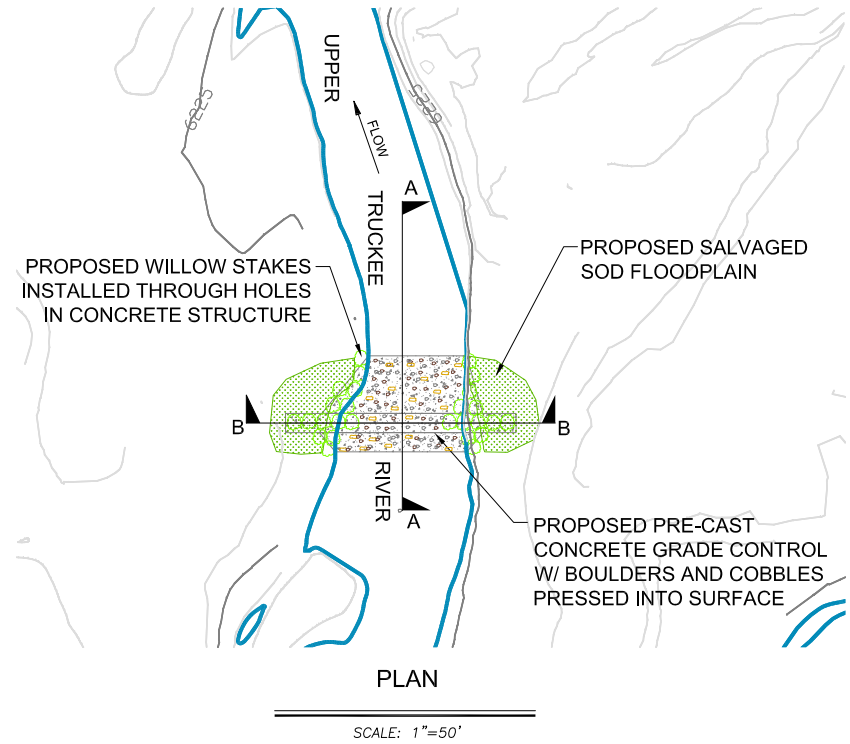 UPPER
6225
6225
FLOW
A
TRUCKEE
PROPOSED WILLOW STAKES
INSTALLED THROUGH HOLES
IN CONCRETE STRUCTURE
PROPOSED SALVAGED
SOD FLOODPLAIN
B
B
RIVER
A
PROPOSED PRE-CAST
CONCRETE GRADE CONTROL
W/ BOULDERS AND COBBLES
PRESSED INTO SURFACE
PLAN
SCALE: 1"=50'